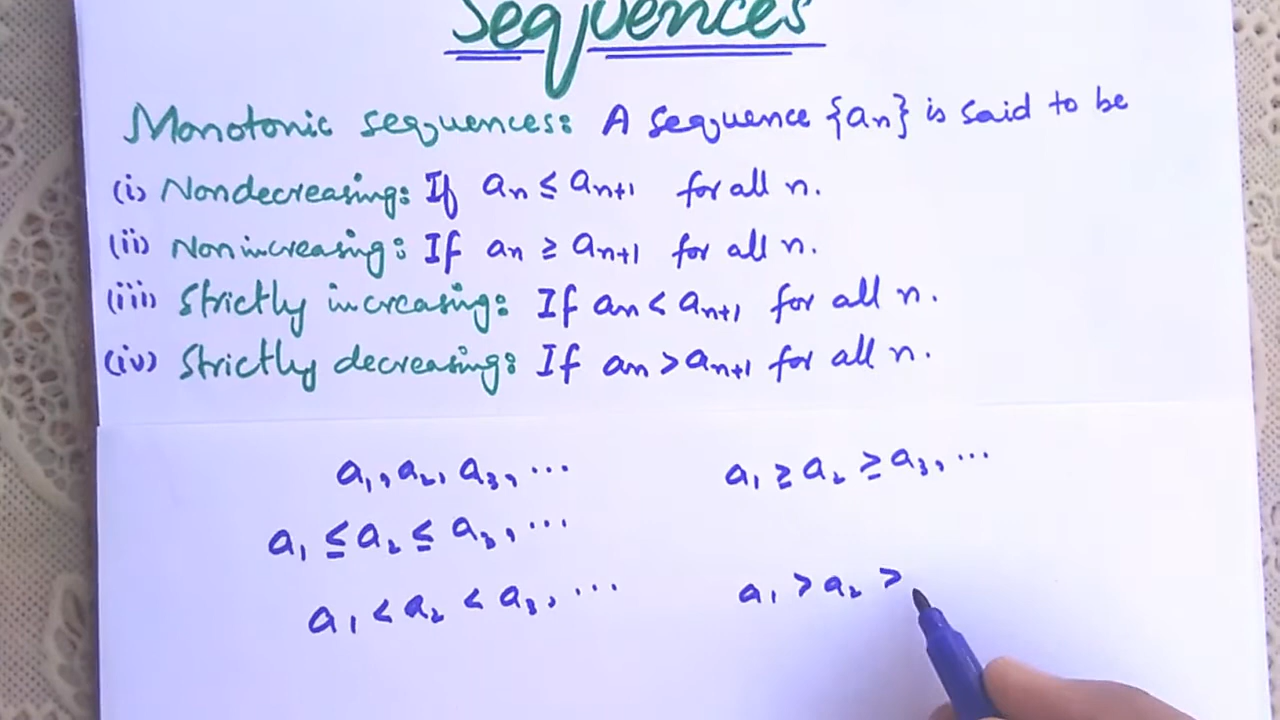 Sequences
Monotonic sequences: A sequence {aₙ} is said to be
(i) Nondecreasing: If aₙ ≤ aₙ₊₁ for all n.
(ii) Nonincreasing: If aₙ ≥ aₙ₊₁ for all n.
(iii) Strictly increasing: If aₙ < aₙ₊₁ for all n.
(iv) Strictly decreasing: If aₙ > aₙ₊₁ for all n.
a₁, a₂, a₃, ...
a₁ ≤ a₂ ≤ a₃, ...
a₁ < a₂ < a₃, ...
a₁ ≥ a₂ ≥ a₃, ...
a₁ > a₂ >